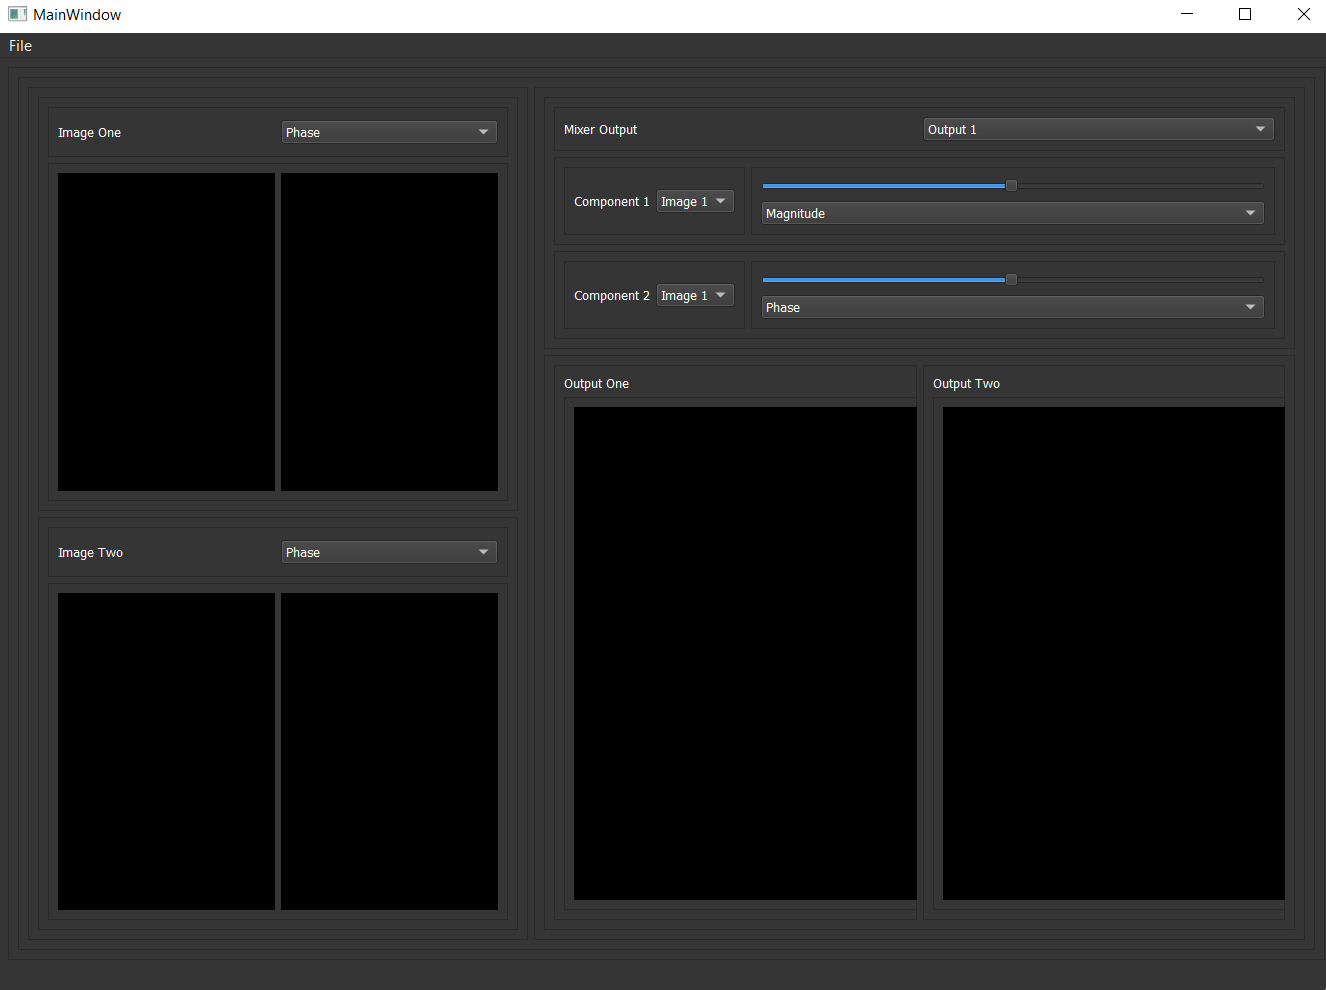 MainWindow
File
Image One
Phase
Image Two
Phase
Mixer Output
Output 1
Component 1
Image 1
Magnitude
Component 2
Image 1
Phase
Output One
Output Two